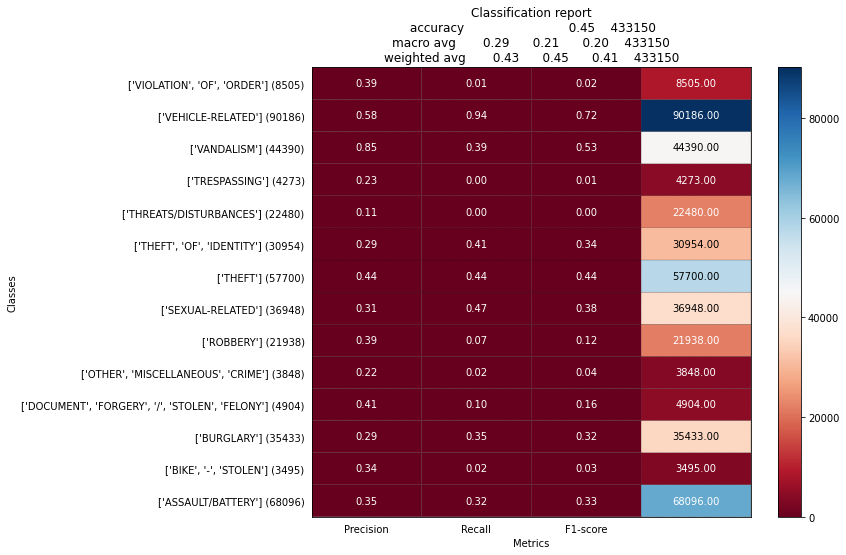 Classification report
accuracy 0.45 433150
macro avg 0.29 0.21 0.20 433150
weighted avg 0.43 0.45 0.41 433150
['VIOLATION', 'OF', 'ORDER'] (8505) 0.39 0.01 0.02 8505.00
['VEHICLE-RELATED'] (90186) 0.58 0.94 0.72 90186.00
['VANDALISM'] (44390) 0.85 0.39 0.53 44390.00
['TRESPASSING'] (4273) 0.23 0.00 0.01 4273.00
['THREATS/DISTURBANCES'] (22480) 0.11 0.00 0.00 22480.00
['THEFT', 'OF', 'IDENTITY'] (30954) 0.29 0.41 0.34 30954.00
['THEFT'] (57700) 0.44 0.44 0.44 57700.00
['SEXUAL-RELATED'] (36948) 0.31 0.47 0.38 36948.00
['ROBBERY'] (21938) 0.39 0.07 0.12 21938.00
['OTHER', 'MISCELLANEOUS', 'CRIME'] (3848) 0.22 0.02 0.04 3848.00
['DOCUMENT', 'FORGERY', '/', 'STOLEN', 'FELONY'] (4904) 0.41 0.10 0.16 4904.00
['BURGLARY'] (35433) 0.29 0.35 0.32 35433.00
['BIKE', '-', 'STOLEN'] (3495) 0.34 0.02 0.03 3495.00
['ASSAULT/BATTERY'] (68096) 0.35 0.32 0.33 68096.00
Precision Recall F1-score
Metrics
Classes
80000
60000
40000
20000
0